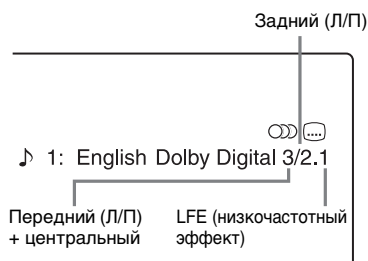 Задний (Л/П)
♪ 1: English Dolby Digital 3/2.1
Передний (Л/П)
+ центральный
LFE (низкочастотный
эффект)